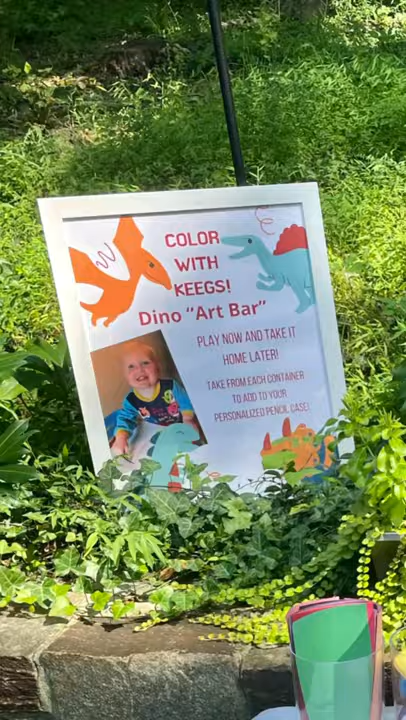 COLOR
WITH
KEEGS!
Dino “Art Bar”
PLAY NOW AND TAKE IT
HOME LATER!
TAKE FROM EACH CONTAINER
TO ADD TO YOUR
PERSONALIZED PENCIL CASE!